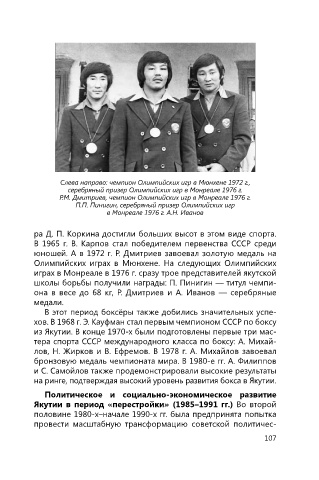 Слева направо: чемпион Олимпийских игр в Мюнхене 1972 г.,
серебряный призер Олимпийских игр в Монреале 1976 г.
Р.М. Дмитриев, чемпион Олимпийских игр в Монреале 1976 г.
П.П. Пинигин, серебряный призер Олимпийских игр
в Монреале 1976 г. А.Н. Иванов
ра Д. П. Коркина достигли больших высот в этом виде спорта.
В 1965 г. В. Карпов стал победителем первенства СССР среди
юношей. А в 1972 г. Р. Дмитриев завоевал золотую медаль на
Олимпийских играх в Мюнхене. На следующих Олимпийских
играх в Монреале в 1976 г. сразу трое представителей якутской
школы борьбы получили награды: П. Пинигин — титул чемпи-
она в весе до 68 кг, Р. Дмитриев и А. Иванов — серебряные
медали.
В этот период боксёры также добились значительных успе-
хов. В 1968 г. Э. Кауфман стал первым чемпионом СССР по боксу
из Якутии. В конце 1970-х были подготовлены первые три мас-
тера спорта СССР международного класса по боксу: А. Михай-
лов, Н. Жирков и В. Ефремов. В 1978 г. А. Михайлов завоевал
бронзовую медаль чемпионата мира. В 1980-е гг. А. Филиппов
и С. Самойлов также продемонстрировали высокие результаты
на ринге, подтверждая высокий уровень развития бокса в Якутии.
Политическое и социально-экономическое развитие
Якутии в период «перестройки» (1985–1991 гг.) Во второй
половине 1980-х–начале 1990-х гг. была предпринята попытка
провести масштабную трансформацию советской политичес-
107